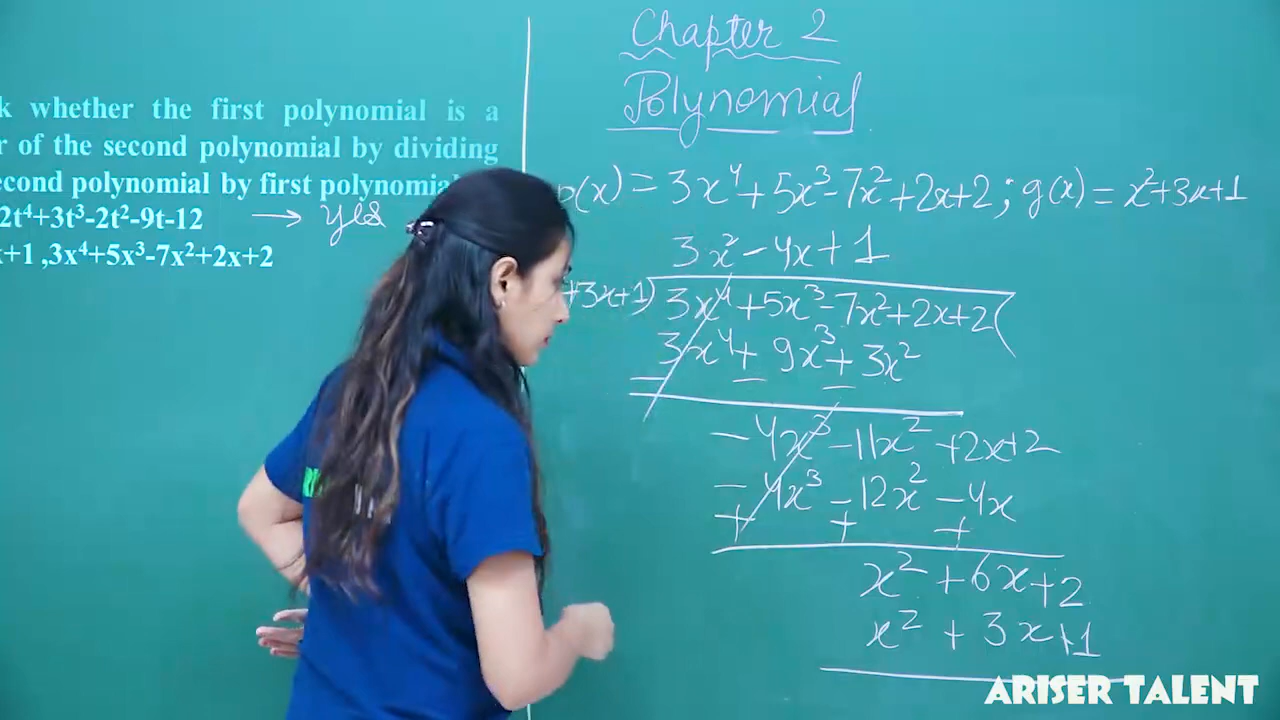 Chapter 2
Polynomial
whether the first polynomial is a
of the second polynomial by dividing
polynomial by first polynomial
2t⁴+3t³-2t²-9t-12 → yes
+1 ,3x⁴+5x³-7x²+2x+2
p(x) = 3x⁴+5x³-7x²+2x+2; g(x) = x²+3x+1
3x²-4x+1
+3x+1) 3x⁴+5x³-7x²+2x+2(
3x⁴+ 9x³+ 3x²
− − −
-4x³-11x²+2x+2
-4x³-12x²-4x
+ + +
x²+6x+2
x²+3x+1
ARISER TALENT